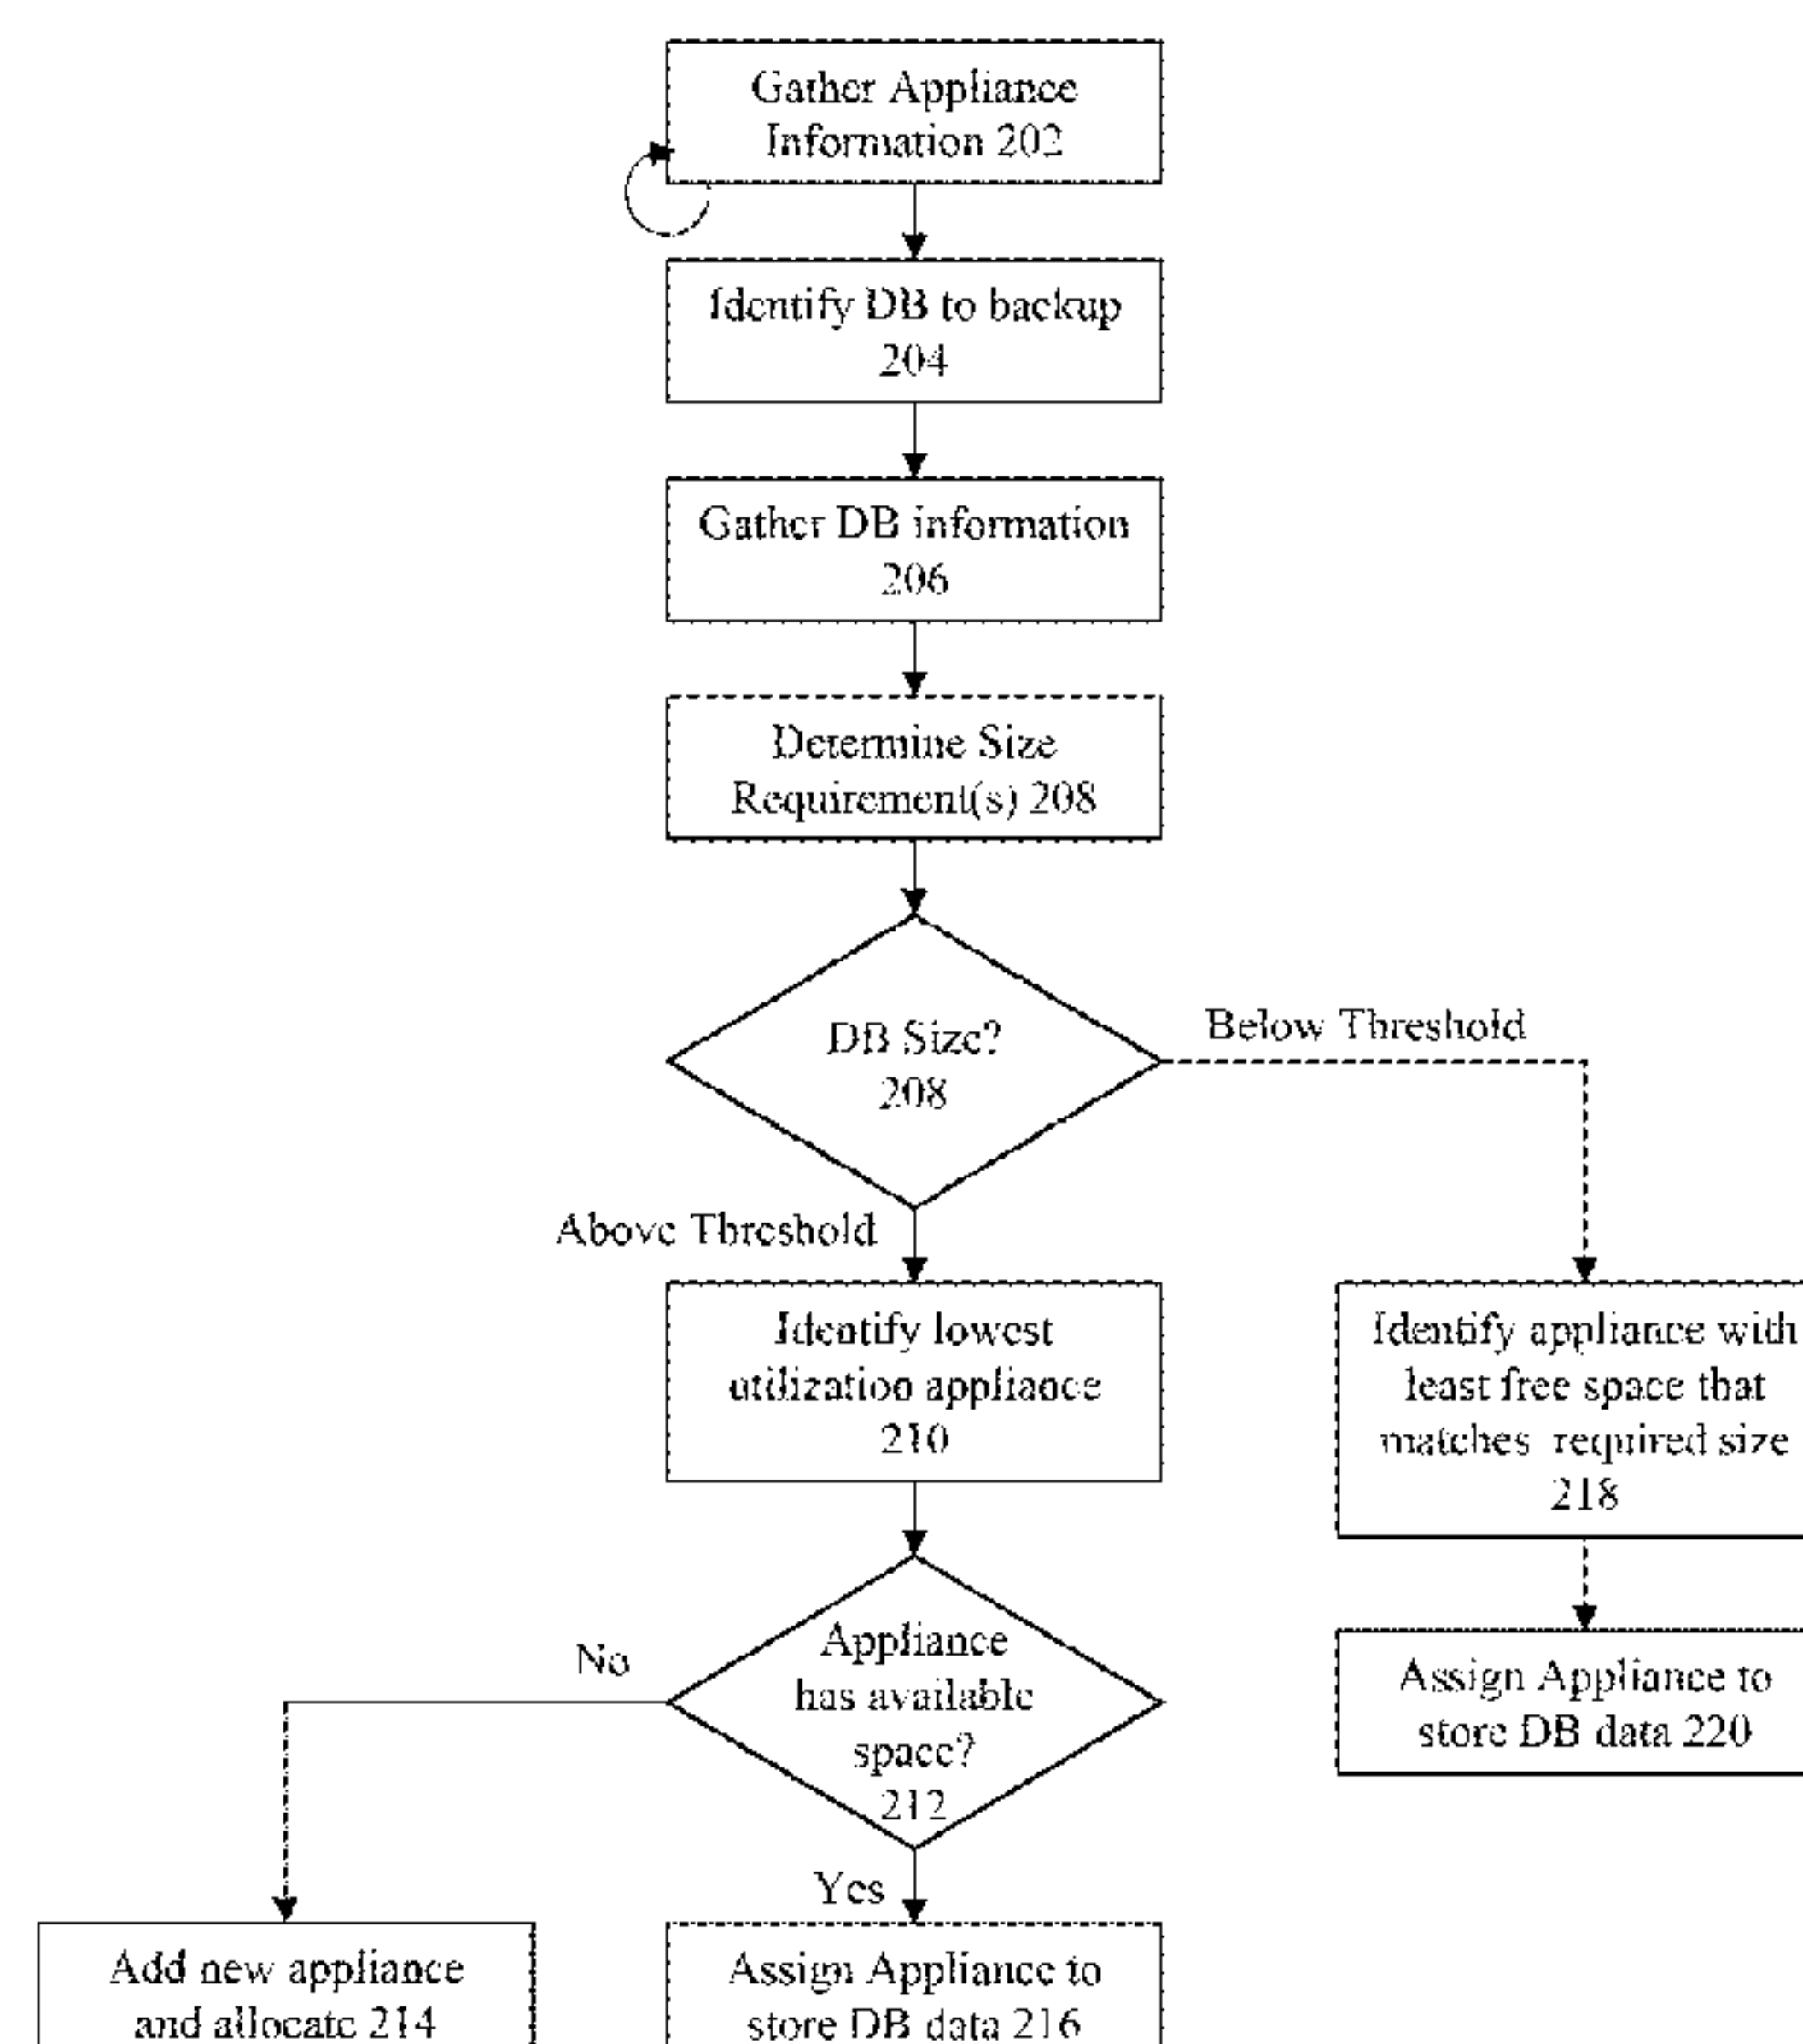 Gather Appliance
Information 202
Identify DB to backup
204
Gather DB information
206
Determine Size
Requirement(s) 208
DB Size?
208
Below Threshold
Above Threshold
Identify lowest
utilization appliance
210
Identify appliance with
least free space that
matches required size
218
Appliance
has available
space?
212
No
Assign Appliance to
store DB data 220
Yes
Add new appliance
and allocate 214
Assign Appliance to
store DB data 216